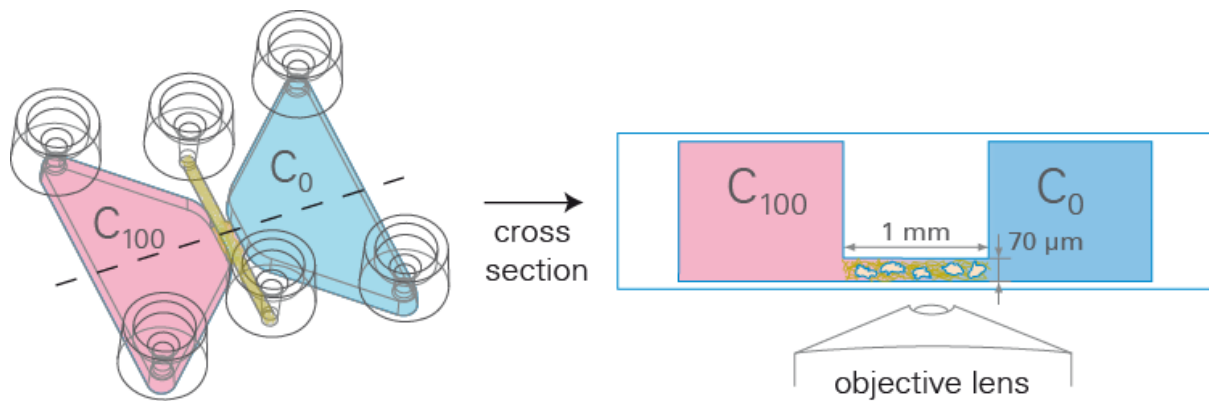 C₀
C₁₀₀
cross
section
C₁₀₀
C₀
1 mm
70 µm
objective lens